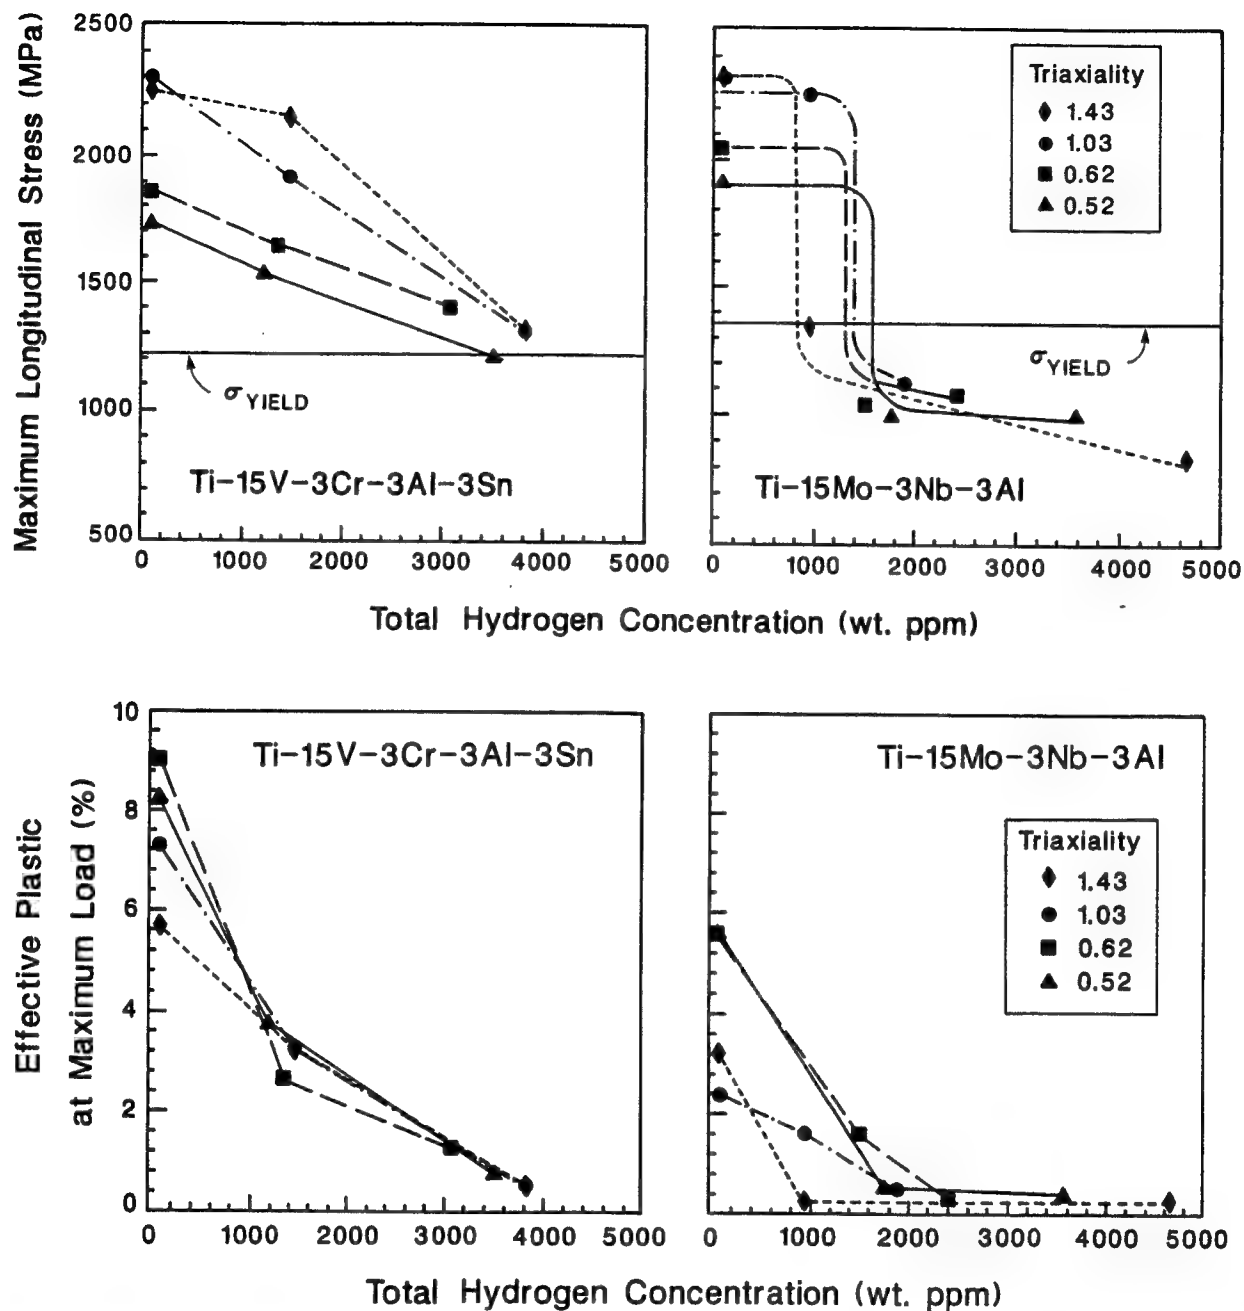 Maximum Longitudinal Stress (MPa)
2500
2000
1500
1000
500
σYIELD
Ti-15V-3Cr-3Al-3Sn
0 1000 2000 3000 4000 5000
Triaxiality
1.43
1.03
0.62
0.52
σYIELD
Ti-15Mo-3Nb-3Al
0 1000 2000 3000 4000 5000
Total Hydrogen Concentration (wt. ppm)
Effective Plastic
at Maximum Load (%)
10
8
6
4
2
0
Ti-15V-3Cr-3Al-3Sn
0 1000 2000 3000 4000 5000
Ti-15Mo-3Nb-3Al
Triaxiality
1.43
1.03
0.62
0.52
0 1000 2000 3000 4000 5000
Total Hydrogen Concentration (wt. ppm)